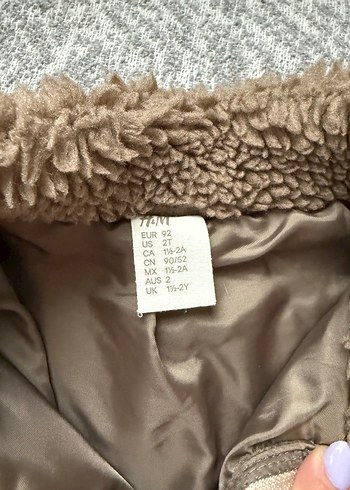 H&M
EUR 92
US 2T
CA 1½-2A
CN 90/52
MX 1½-2A
AUS 2
UK 1½-2Y